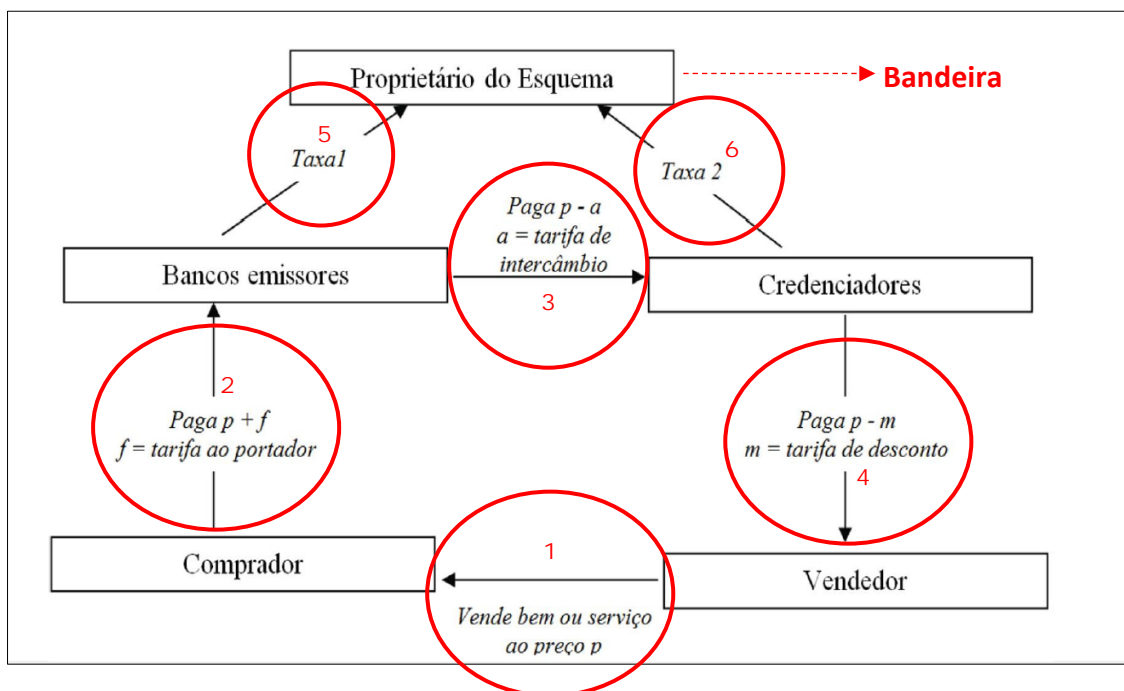 Proprietário do Esquema
Bandeira
5
Taxa1
6
Taxa 2
Paga p - a
a = tarifa de
intercâmbio
3
Bancos emissores
Credenciadores
2
Paga p + f
f = tarifa ao portador
Paga p - m
m = tarifa de desconto
4
Comprador
1
Vende bem ou serviço
ao preço p
Vendedor